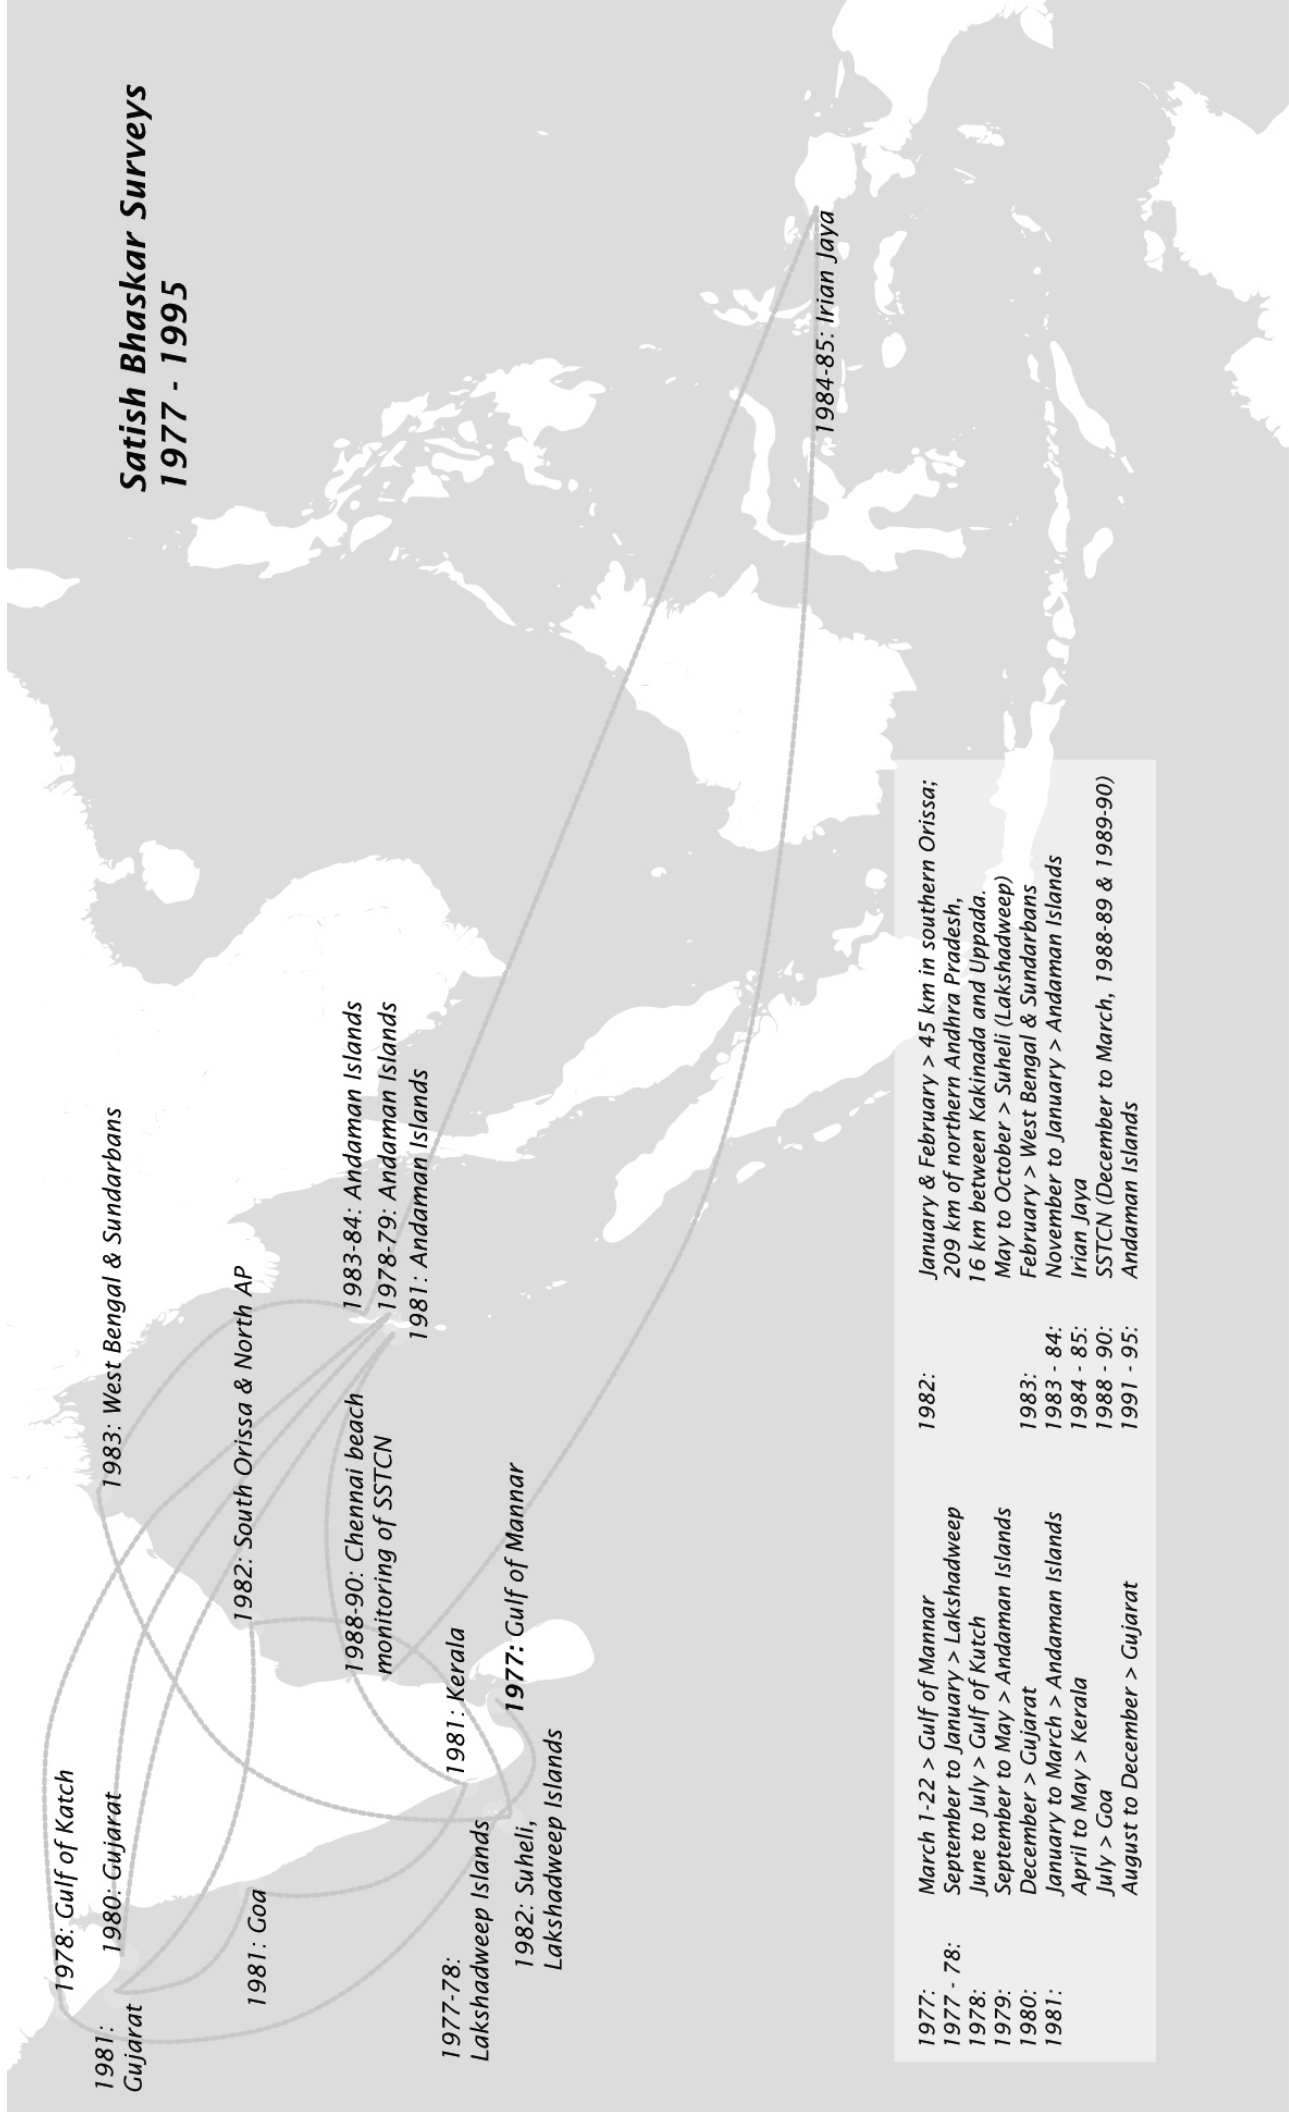 Satish Bhaskar Surveys
1977 - 1995
1978: Gulf of Katch
1981:
Gujarat
1980: Gujarat
1983: West Bengal & Sundarbans
1981: Goa
1982: South Orissa & North AP
1983-84: Andaman Islands
1978-79: Andaman Islands
1981: Andaman Islands
1988-90: Chennai beach
monitoring of SSTCN
1977-78:
Lakshadweep Islands
1981: Kerala
1977: Gulf of Mannar
1982: Suheli,
Lakshadweep Islands
1984-85: Irian Jaya
1977: March 1-22 > Gulf of Mannar
1977 - 78: September to January > Lakshadweep
1978: June to July > Gulf of Kutch
1979: September to May > Andaman Islands
1980: December > Gujarat
1981: January to March > Andaman Islands
April to May > Kerala
July > Goa
August to December > Gujarat
1982: January & February > 45 km in southern Orissa;
209 km of northern Andhra Pradesh,
16 km between Kakinada and Uppada.
May to October > Suheli (Lakshadweep)
1983: February > West Bengal & Sundarbans
1983 - 84: November to January > Andaman Islands
1984 - 85: Irian Jaya
1988 - 90: SSTCN (December to March, 1988-89 & 1989-90)
1991 - 95: Andaman Islands